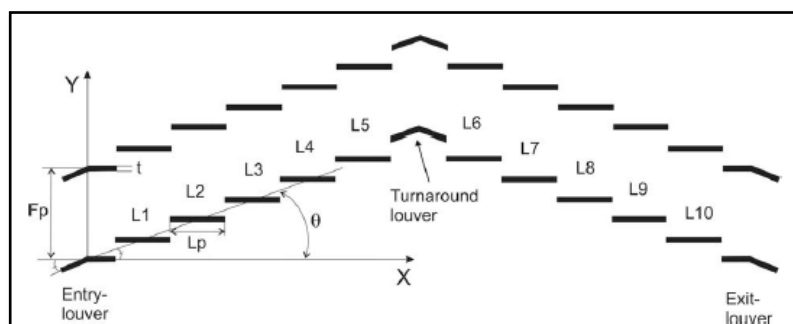 Y
L5
L6
L4
L7
L3
t
L8
L2
Turnaround
louver
L9
Fp
L1
θ
L10
Lp
X
Entry-
louver
Exit-
louver